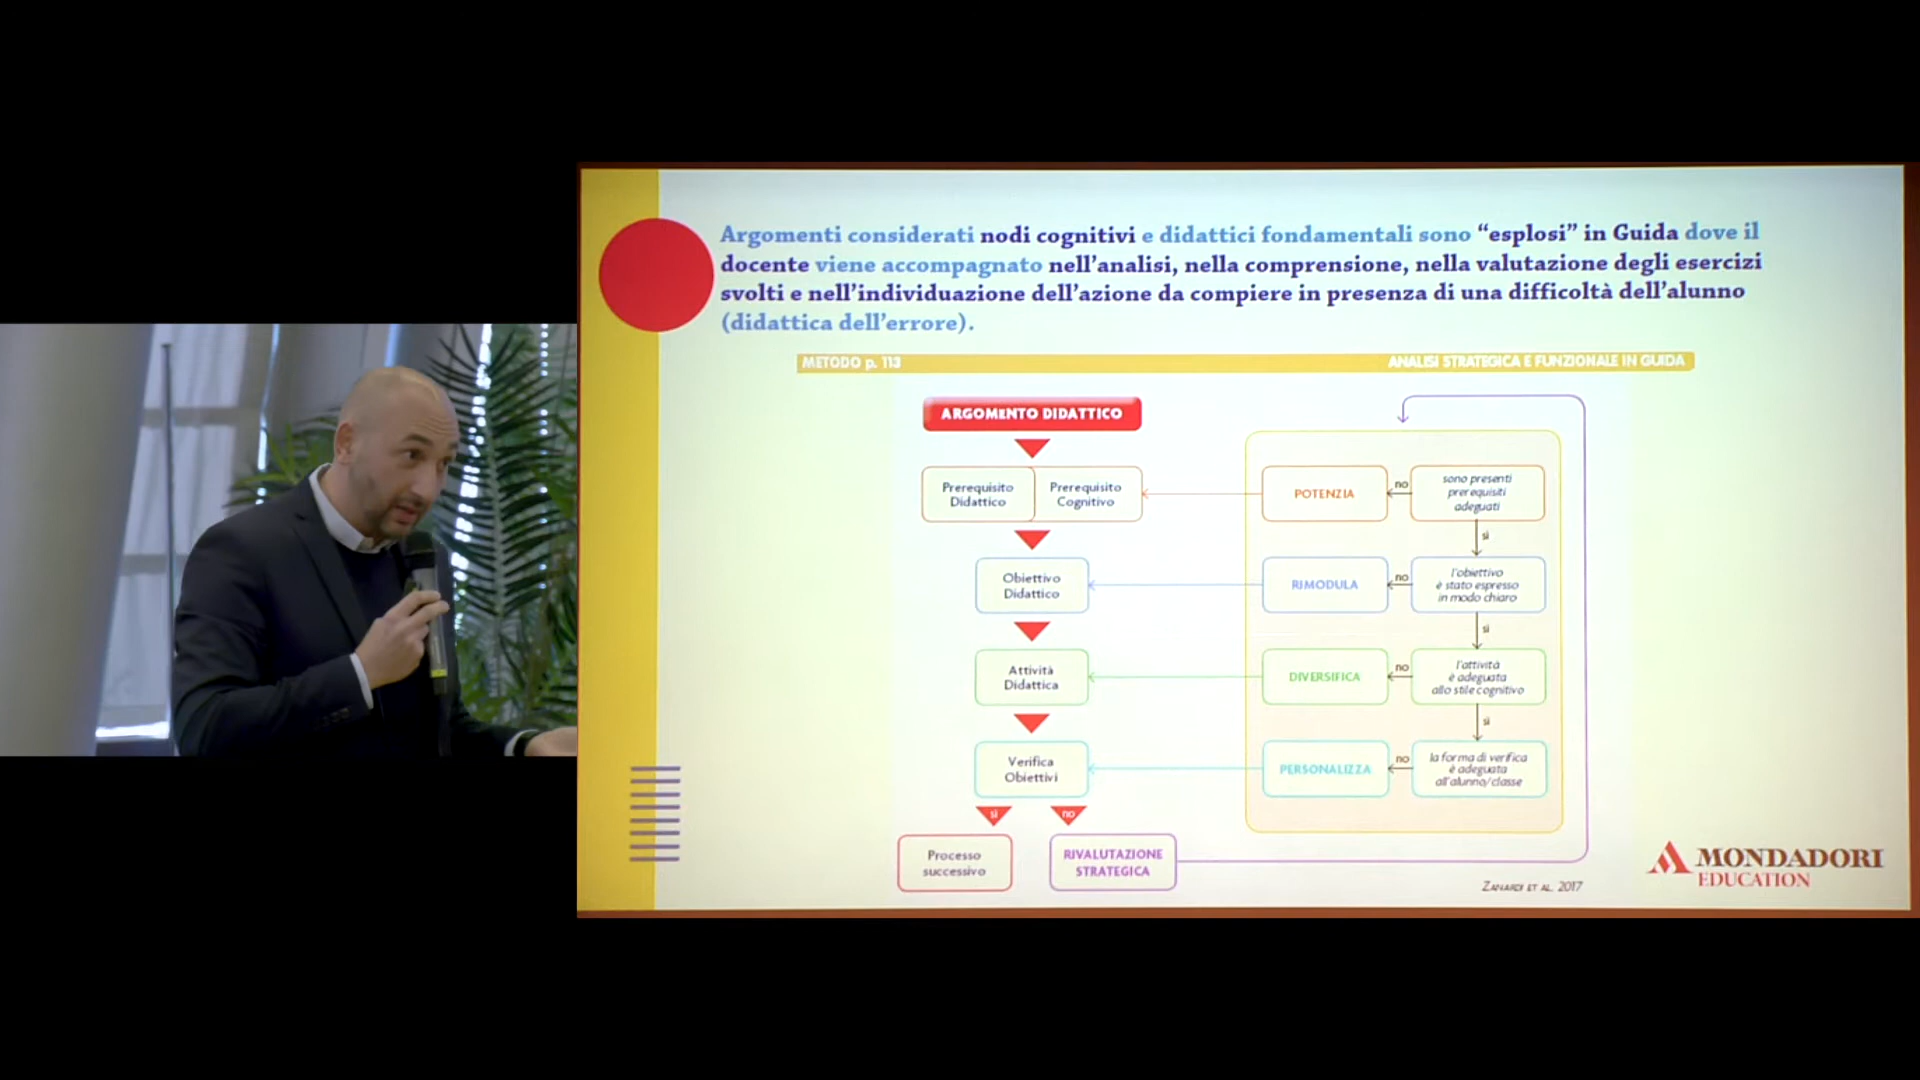 Argomenti considerati nodi cognitivi e didattici fondamentali sono “esplosi” in Guida dove il
docente viene accompagnato nell’analisi, nella comprensione, nella valutazione degli esercizi
svolti e nell’individuazione dell’azione da compiere in presenza di una difficoltà dell’alunno
(didattica dell’errore).
METODO p. 113
ANALISI STRATEGICA E FUNZIONALE IN GUIDA
ARGOMENTO DIDATTICO
Prerequisito
Didattico
Prerequisito
Cognitivo
POTENZIA
no
sono presenti
prerequisiti
adeguati
sì
Obiettivo
Didattico
RIMODULA
no
l'obiettivo
è stato espresso
in modo chiaro
sì
Attività
Didattica
DIVERSIFICA
no
l'attività
è adeguata
allo stile cognitivo
sì
Verifica
Obiettivi
PERSONALIZZA
no
la forma di verifica
è adeguata
all'alunno/classe
sì
no
Processo
successivo
RIVALUTAZIONE
STRATEGICA
ZANARDI ET AL. 2017
MONDADORI
EDUCATION